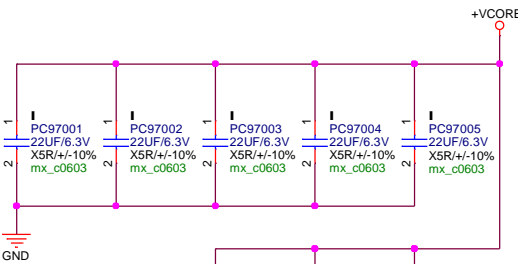 +VCORE
1
I
PC97001
22UF/6.3V
X5R/+/-10%
mx_c0603
2
1
I
PC97002
22UF/6.3V
X5R/+/-10%
mx_c0603
2
1
I
PC97003
22UF/6.3V
X5R/+/-10%
mx_c0603
2
1
I
PC97004
22UF/6.3V
X5R/+/-10%
mx_c0603
2
1
I
PC97005
22UF/6.3V
X5R/+/-10%
mx_c0603
2
GND